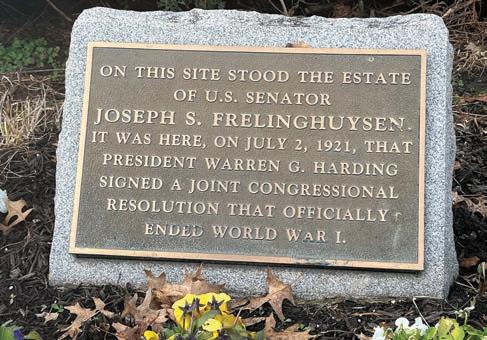 ON THIS SITE STOOD THE ESTATE
OF U.S. SENATOR
JOSEPH S. FRELINGHUYSEN.
IT WAS HERE, ON JULY 2, 1921, THAT
PRESIDENT WARREN G. HARDING
SIGNED A JOINT CONGRESSIONAL
RESOLUTION THAT OFFICIALLY
ENDED WORLD WAR I.